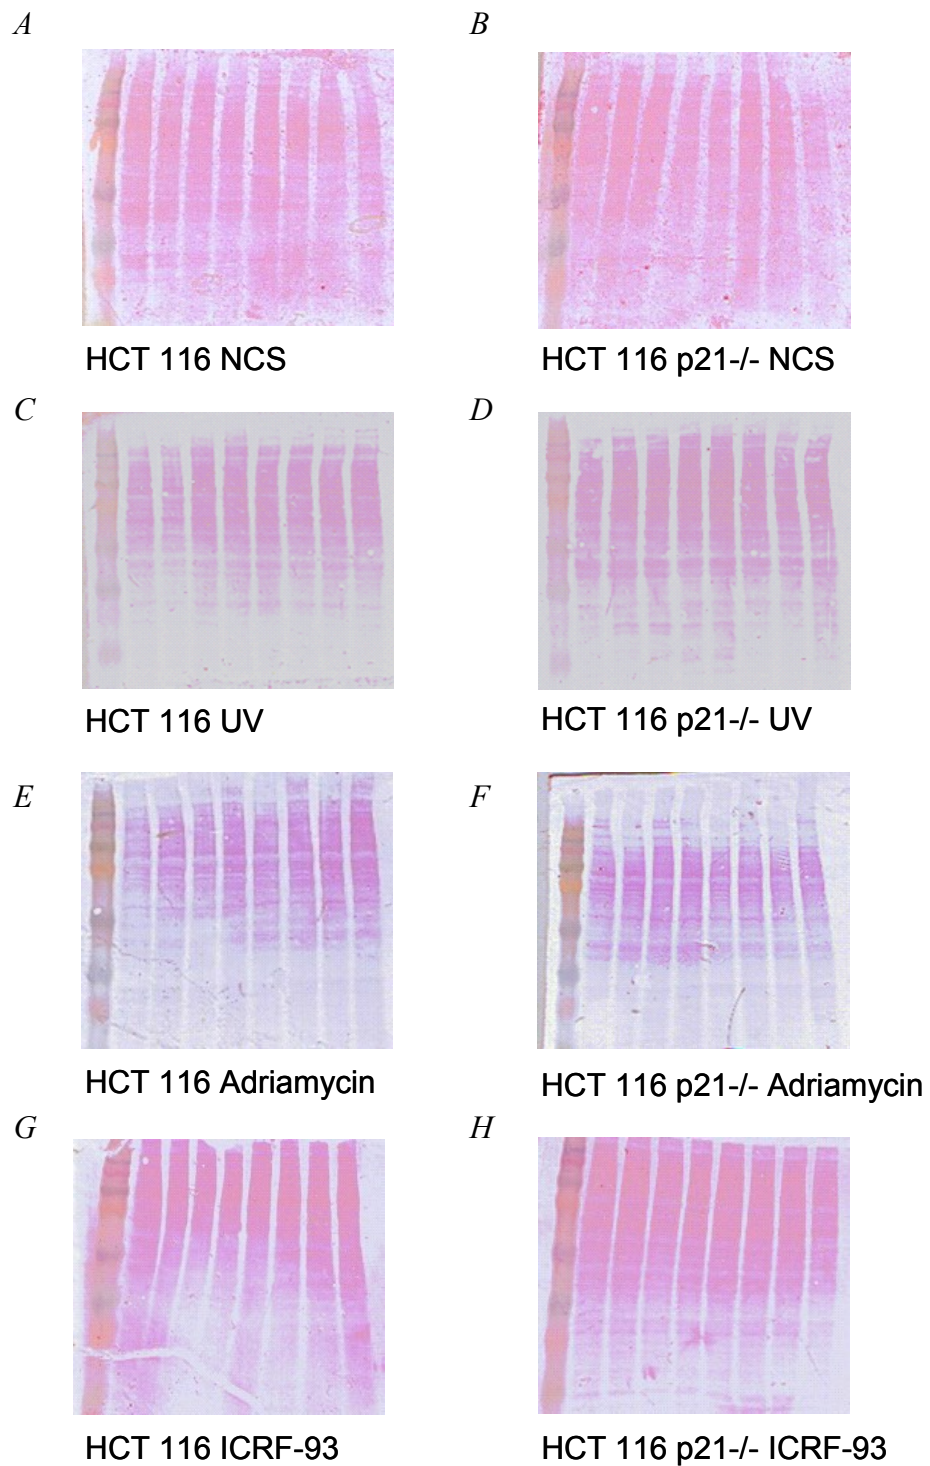 A
B
HCT 116 NCS
HCT 116 p21-/- NCS
C
D
HCT 116 UV
HCT 116 p21-/- UV
E
F
HCT 116 Adriamycin
HCT 116 p21-/- Adriamycin
G
H
HCT 116 ICRF-93
HCT 116 p21-/- ICRF-93